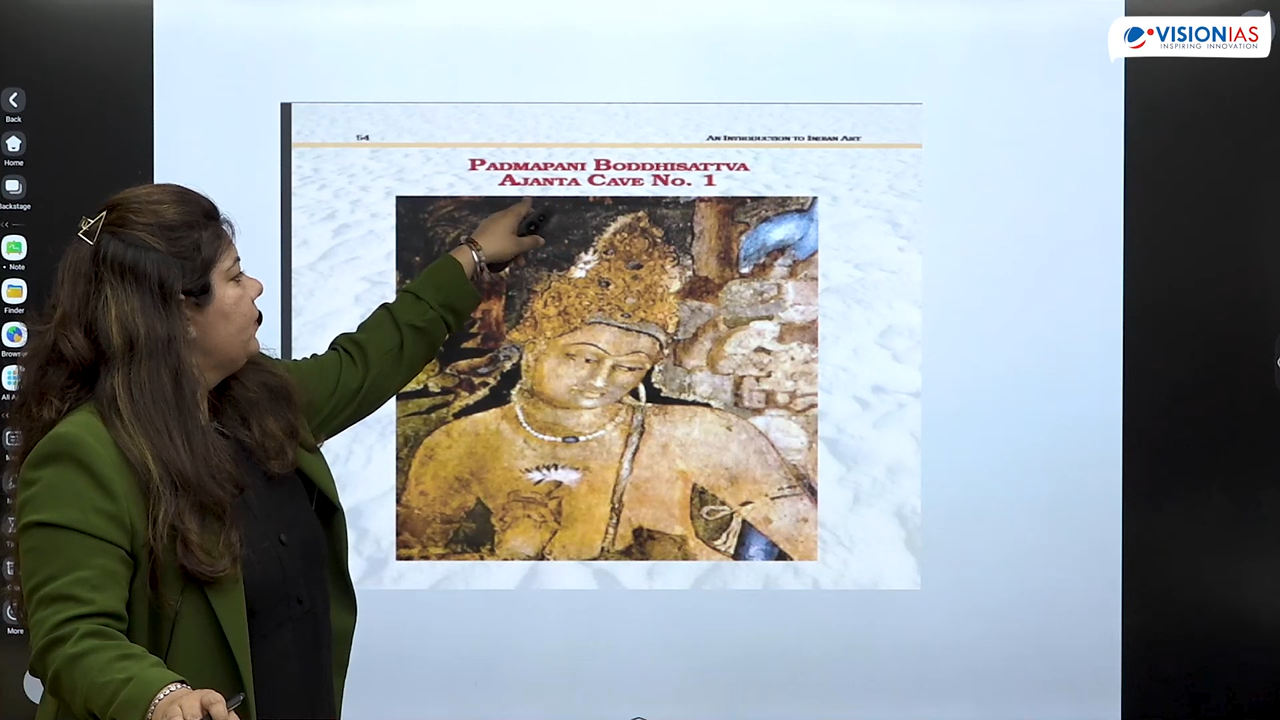 VISIONIAS
INSPIRING INNOVATION
Back
Home
Backstage
Note
Finder
More
54
AN INTRODUCTION TO INDIAN ART
PADMAPANI BODDHISATTVA
AJANTA CAVE NO. 1